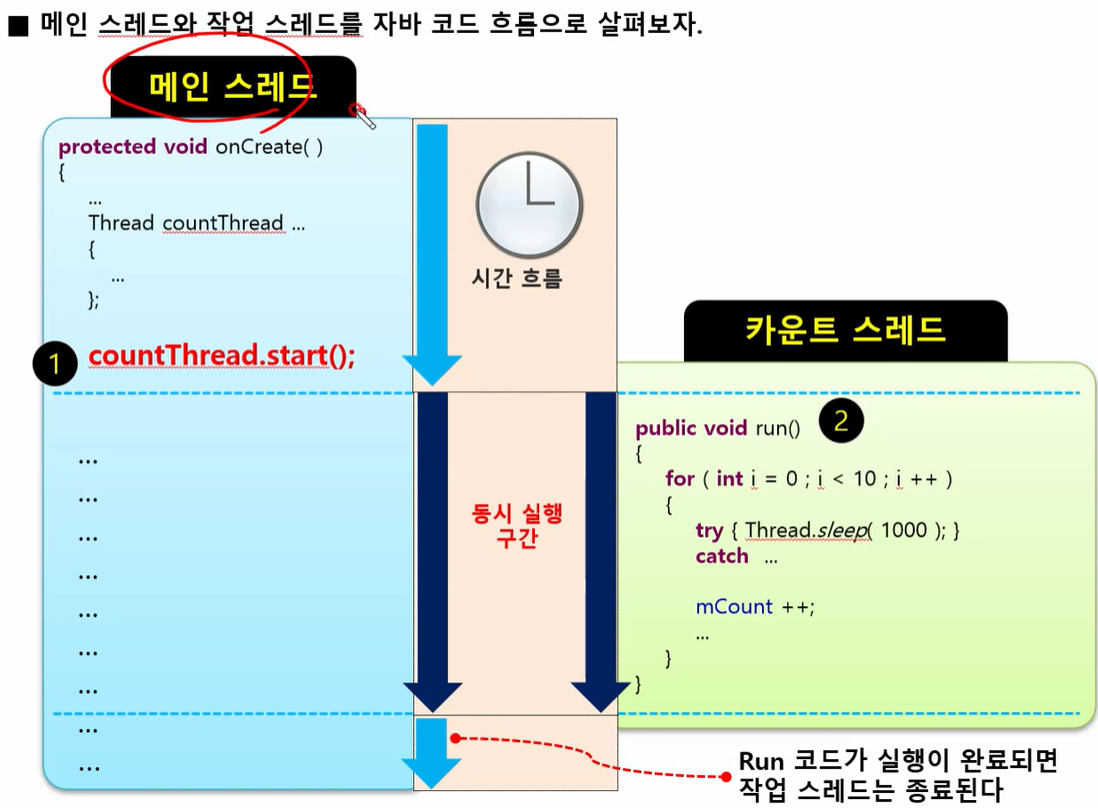 ■ 메인 스레드와 작업 스레드를 자바 코드 흐름으로 살펴보자.
메인 스레드
protected void onCreate( )
{
...
Thread countThread ...
{
...
};
1 countThread.start();
...
...
...
...
...
...
...
...
...
시간 흐름
동시 실행
구간
카운트 스레드
public void run() 2
{
for ( int i = 0 ; i < 10 ; i ++ )
{
try { Thread.sleep( 1000 ); }
catch ...
mCount ++;
...
}
}
Run 코드가 실행이 완료되면
작업 스레드는 종료된다